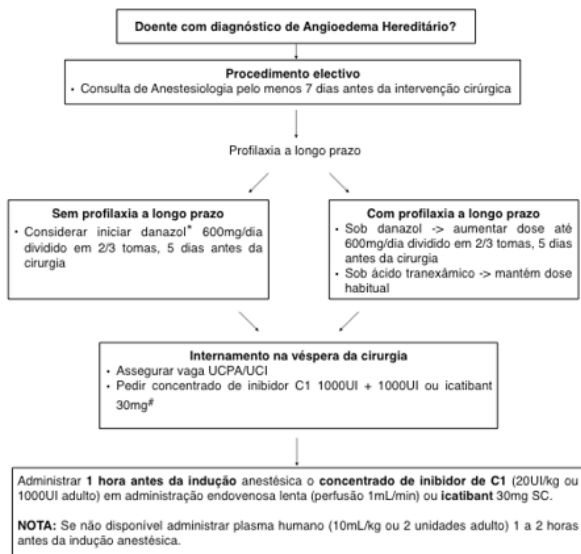 Doente com diagnóstico de Angioedema Hereditário?
Procedimento electivo
• Consulta de Anestesiologia pelo menos 7 dias antes da intervenção cirúrgica
Profilaxia a longo prazo
Sem profilaxia a longo prazo
• Considerar iniciar danazol* 600mg/dia
dividido em 2/3 tomas, 5 dias antes da
cirurgia
Com profilaxia a longo prazo
• Sob danazol -> aumentar dose até
600mg/dia dividido em 2/3 tomas, 5 dias
antes da cirurgia
• Sob ácido tranexâmico -> mantém dose
habitual
Internamento na véspera da cirurgia
• Assegurar vaga UCPA/UCI
• Pedir concentrado de inibidor C1 1000UI + 1000UI ou icatibant
30mg#
Administrar 1 hora antes da indução anestésica o concentrado de inibidor de C1 (20UI/kg ou
1000UI adulto) em administração endovenosa lenta (perfusão 1mL/min) ou icatibant 30mg SC.
NOTA: Se não disponível administrar plasma humano (10mL/kg ou 2 unidades adulto) 1 a 2 horas
antes da indução anestésica.